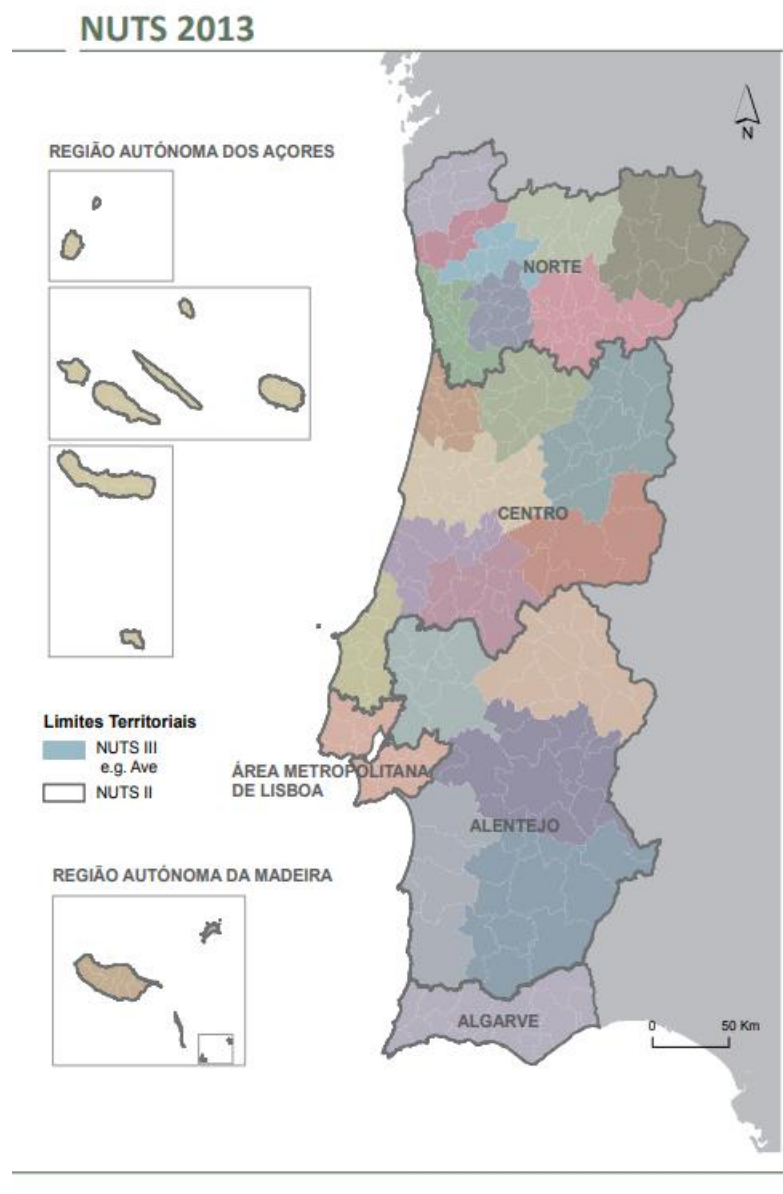 NUTS 2013
N
REGIÃO AUTÓNOMA DOS AÇORES
NORTE
CENTRO
Limites Territoriais
NUTS III
e.g. Ave
NUTS II
ÁREA METROPOLITANA
DE LISBOA
ALENTEJO
REGIÃO AUTÓNOMA DA MADEIRA
ALGARVE
0 50 Km